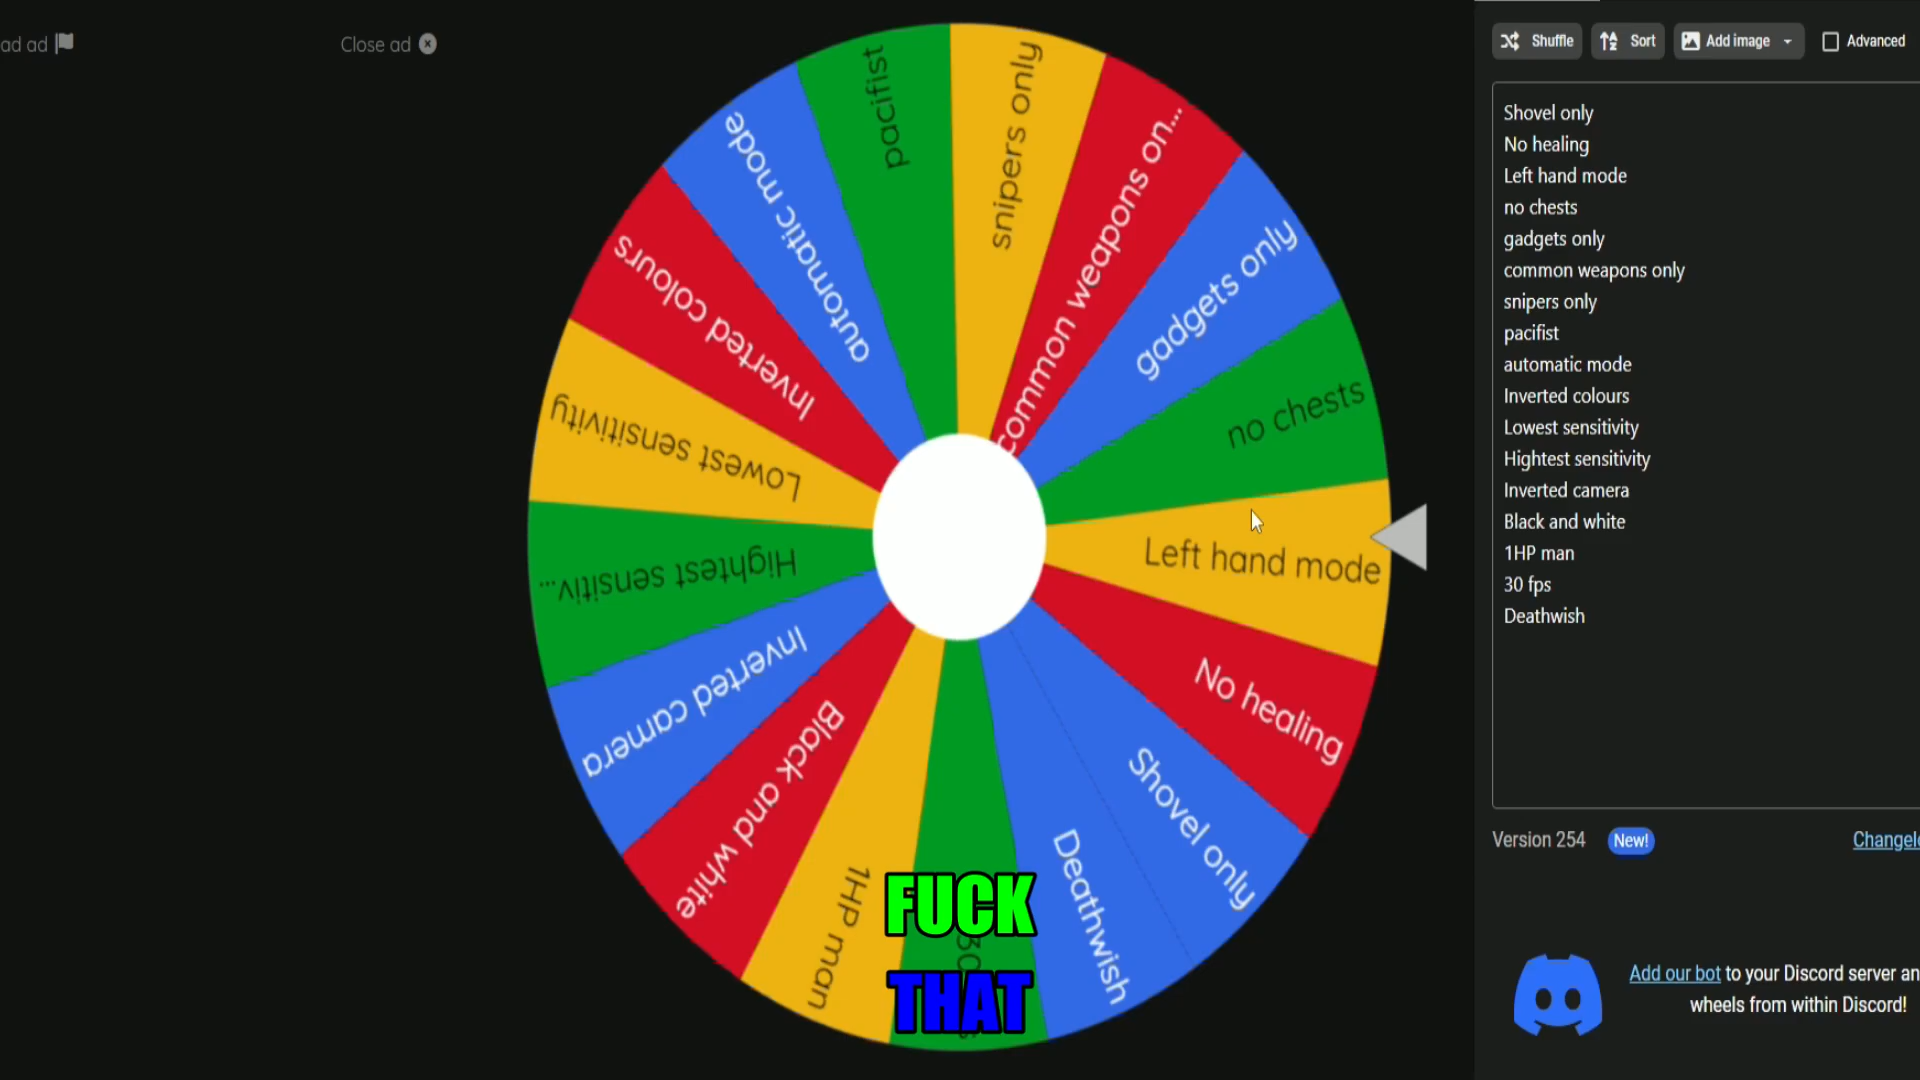 ad ad
Close ad
Shuffle
Sort
Add image
Advanced
pacifist
snipers only
common weapons on...
gadgets only
no chests
Left hand mode
No healing
Shovel only
Deathwish
30
s
1HP man
Black and white
Inverted camera
Hightest sensitiv...
Lowest sensitivity
Inverted colours
automatic mode
FUCK
THAT
Shovel only
No healing
Left hand mode
no chests
gadgets only
common weapons only
snipers only
pacifist
automatic mode
Inverted colours
Lowest sensitivity
Hightest sensitivity
Inverted camera
Black and white
1HP man
30 fps
Deathwish
Version 254
New!
Changel
Add our bot to your Discord server an
wheels from within Discord!